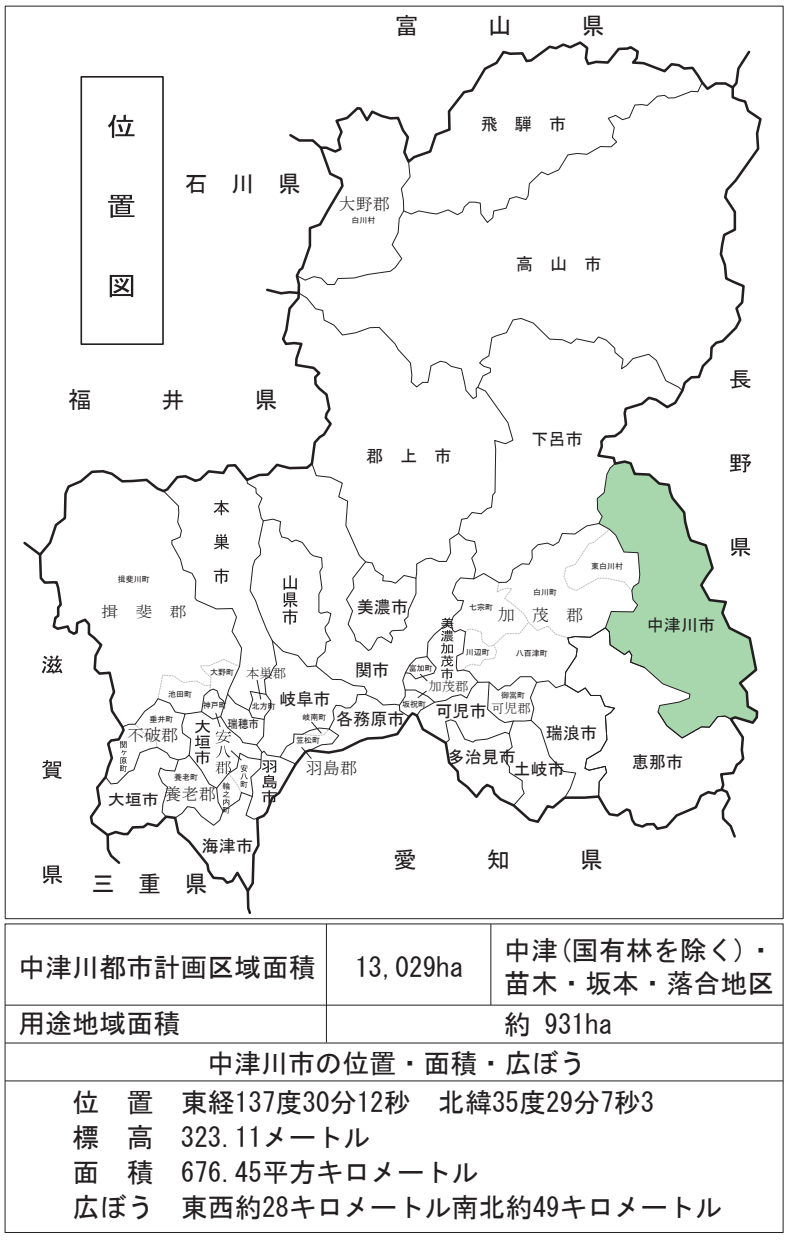 富山県
位置図
石川県
飛騨市
大野郡
白川村
高山市
福井県
長野県
下呂市
郡上市
本巣市
山県市
美濃市
東白川村
白川町
七宗町
加茂郡
中津川市
揖斐川町
揖斐郡
美濃加茂市
川辺町
八百津町
滋賀県
大野町
本巣郡
関市
富加町
加茂郡
池田町
神戸町
北方町
岐阜市
坂祝町
可児市
御嵩町
可児郡
垂井町
不破郡
大垣市
瑞穂市
安八郡
岐南町
各務原市
瑞浪市
関ヶ原町
笠松町
羽島郡
多治見市
土岐市
恵那市
養老町
養老郡
安八町
輪之内町
羽島市
大垣市
海津市
愛知県
三重県
中津川都市計画区域面積 13,029ha 中津(国有林を除く)・
苗木・坂本・落合地区
用途地域面積 約 931ha
中津川市の位置・面積・広ぼう
位 置 東経137度30分12秒 北緯35度29分7秒3
標 高 323.11メートル
面 積 676.45平方キロメートル
広ぼう 東西約28キロメートル南北約49キロメートル